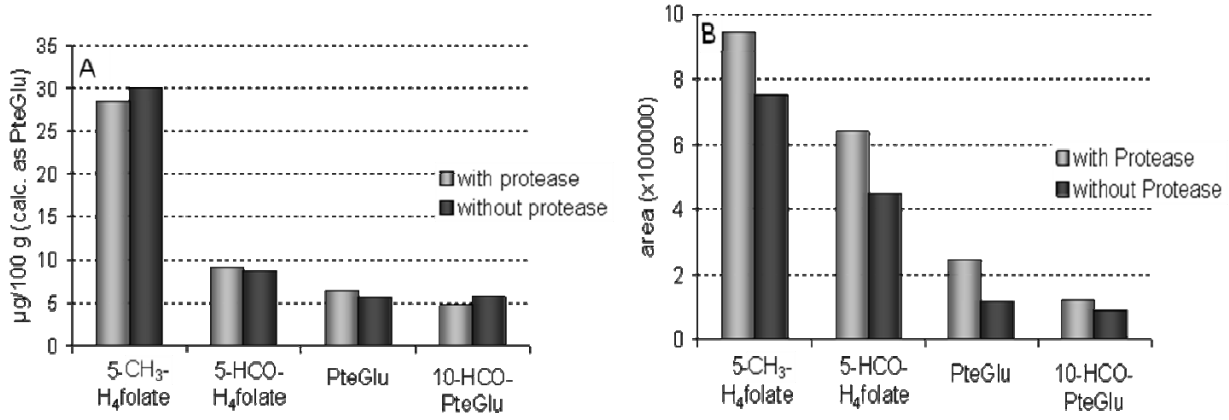 A
µg/100 g (calc. as PteGlu)
35
30
25
20
15
10
5
0
with protease
without protease
5-CH₃-
H₄folate
5-HCO-
H₄folate
PteGlu
10-HCO-
PteGlu
B
area (x1000000)
10
8
6
4
2
0
with Protease
without Protease
5-CH₃-
H₄folate
5-HCO-
H₄folate
PteGlu
10-HCO-
PteGlu